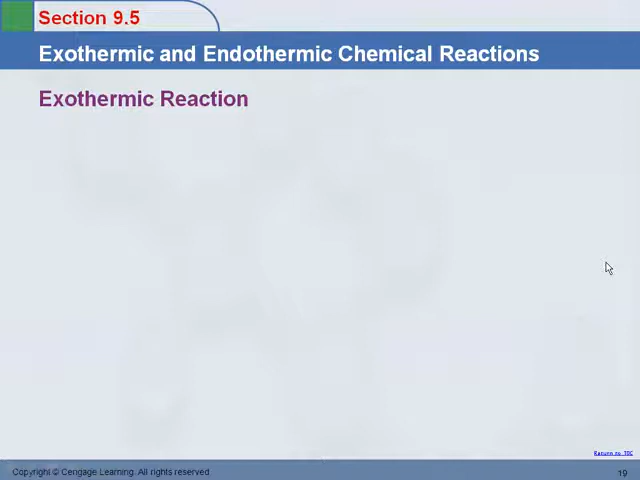 Section 9.5
Exothermic and Endothermic Chemical Reactions
Exothermic Reaction
Return to TOC
Copyright © Cengage Learning. All rights reserved.
19